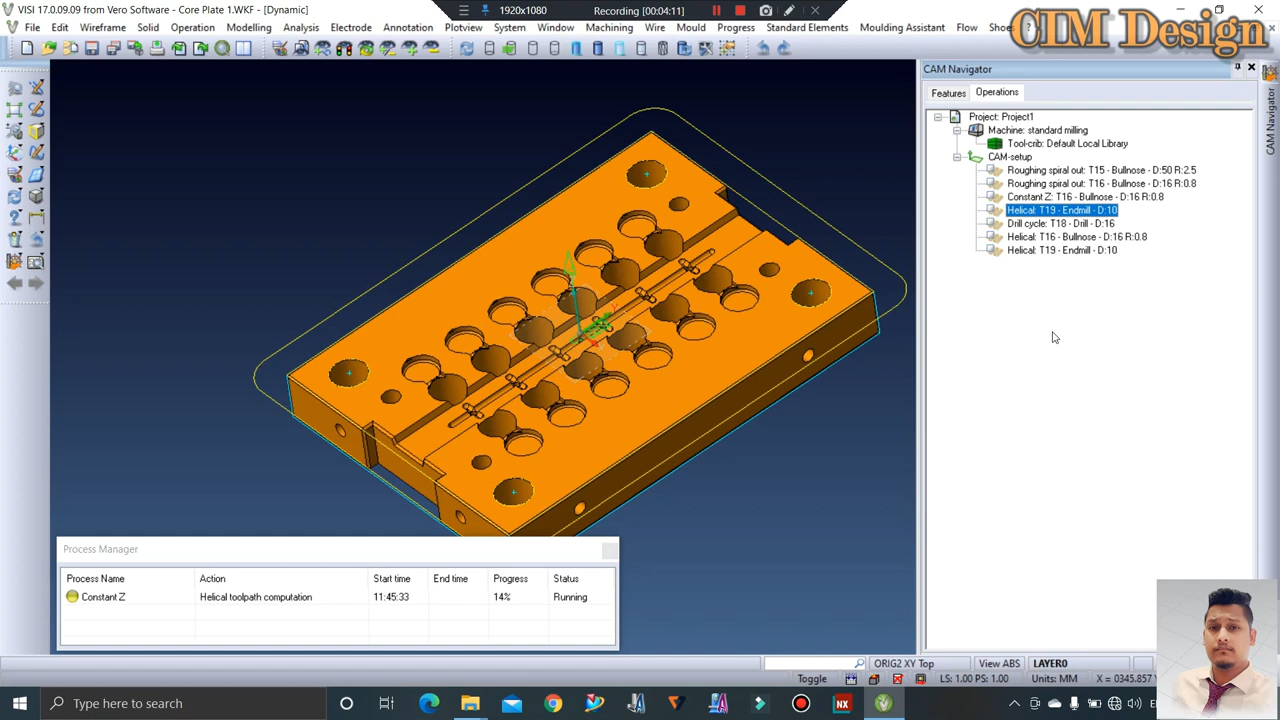 VISI 17.0.09.09 from Vero Software - Core Plate 1.WKF - [Dynamic]
1920x1080
Recording [00:04:11]
File Edit Wireframe Solid Operation Modelling Analysis Electrode Annotation Plotview System Window Machining Wire Mould Progress Standard Elements Moulding Assistant Flow Shoe
CIM Design
CAM Navigator
Features Operations
Project: Project1
Machine: standard milling
Tool-crib: Default Local Library
CAM-setup
Roughing spiral out: T15 - Bullnose - D:50 R:2.5
Roughing spiral out: T16 - Bullnose - D:16 R:0.8
Constant Z: T16 - Bullnose - D:16 R:0.8
Helical: T19 - Endmill - D:10
Drill cycle: T18 - Drill - D:16
Helical: T16 - Bullnose - D:16 R:0.8
Helical: T19 - Endmill - D:10
CAM Navigator
Process Manager
Process Name Action Start time End time Progress Status
Constant Z Helical toolpath computation 11:45:33 14% Running
ORIG2 XY Top View ABS LAYER0
Toggle LS: 1.00 PS: 1.00 Units: MM X = 0345.857
Type here to search